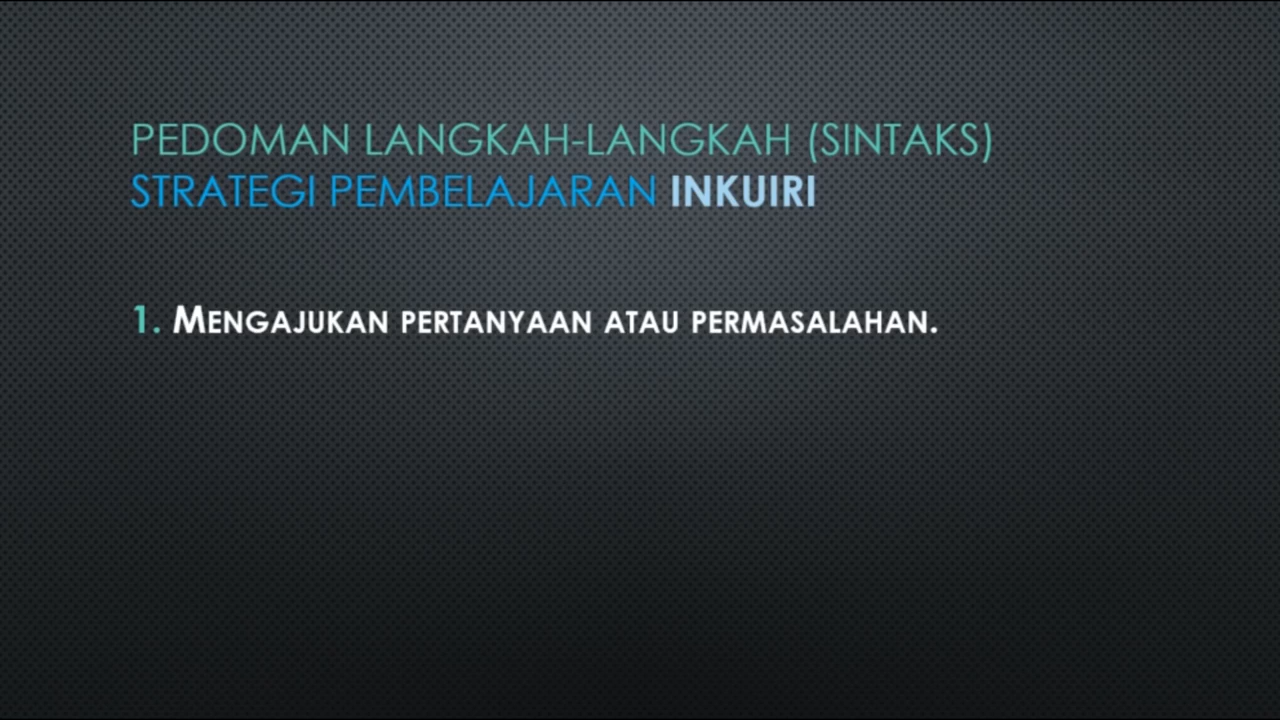 PEDOMAN LANGKAH-LANGKAH (SINTAKS)
STRATEGI PEMBELAJARAN INKUIRI
1. MENGAJUKAN PERTANYAAN ATAU PERMASALAHAN.